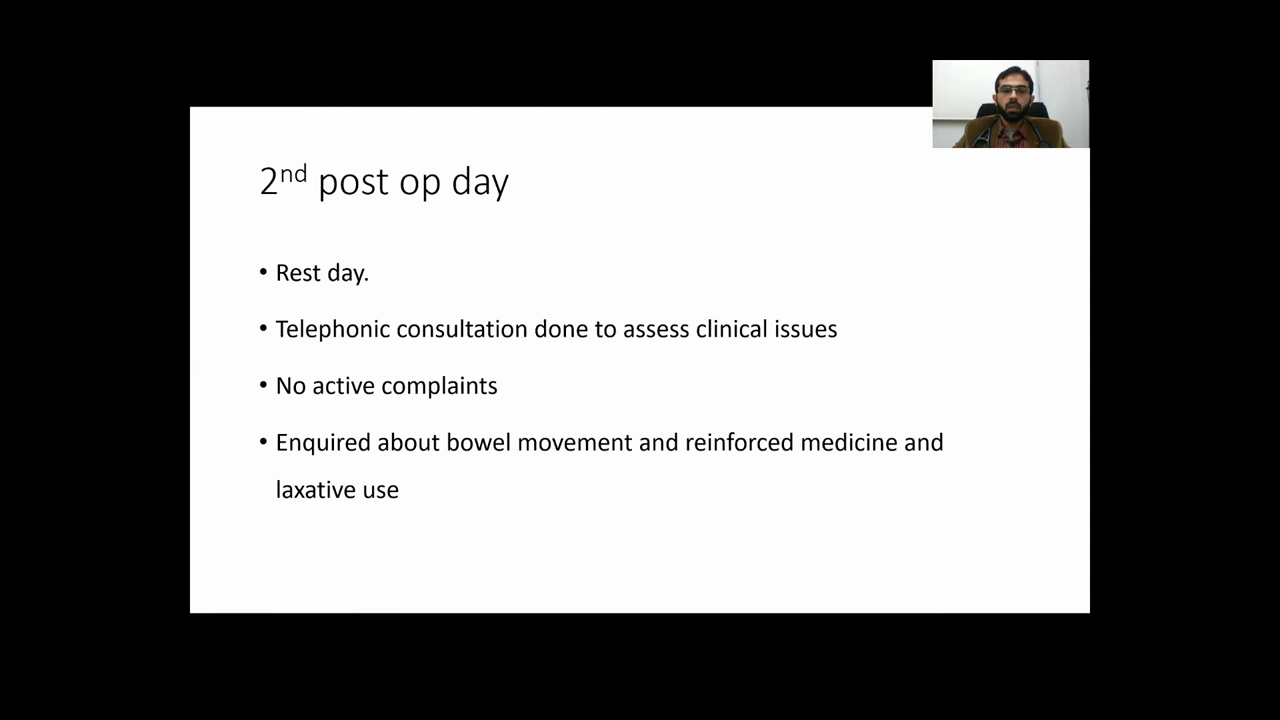 2nd post op day
• Rest day.
• Telephonic consultation done to assess clinical issues
• No active complaints
• Enquired about bowel movement and reinforced medicine and
laxative use